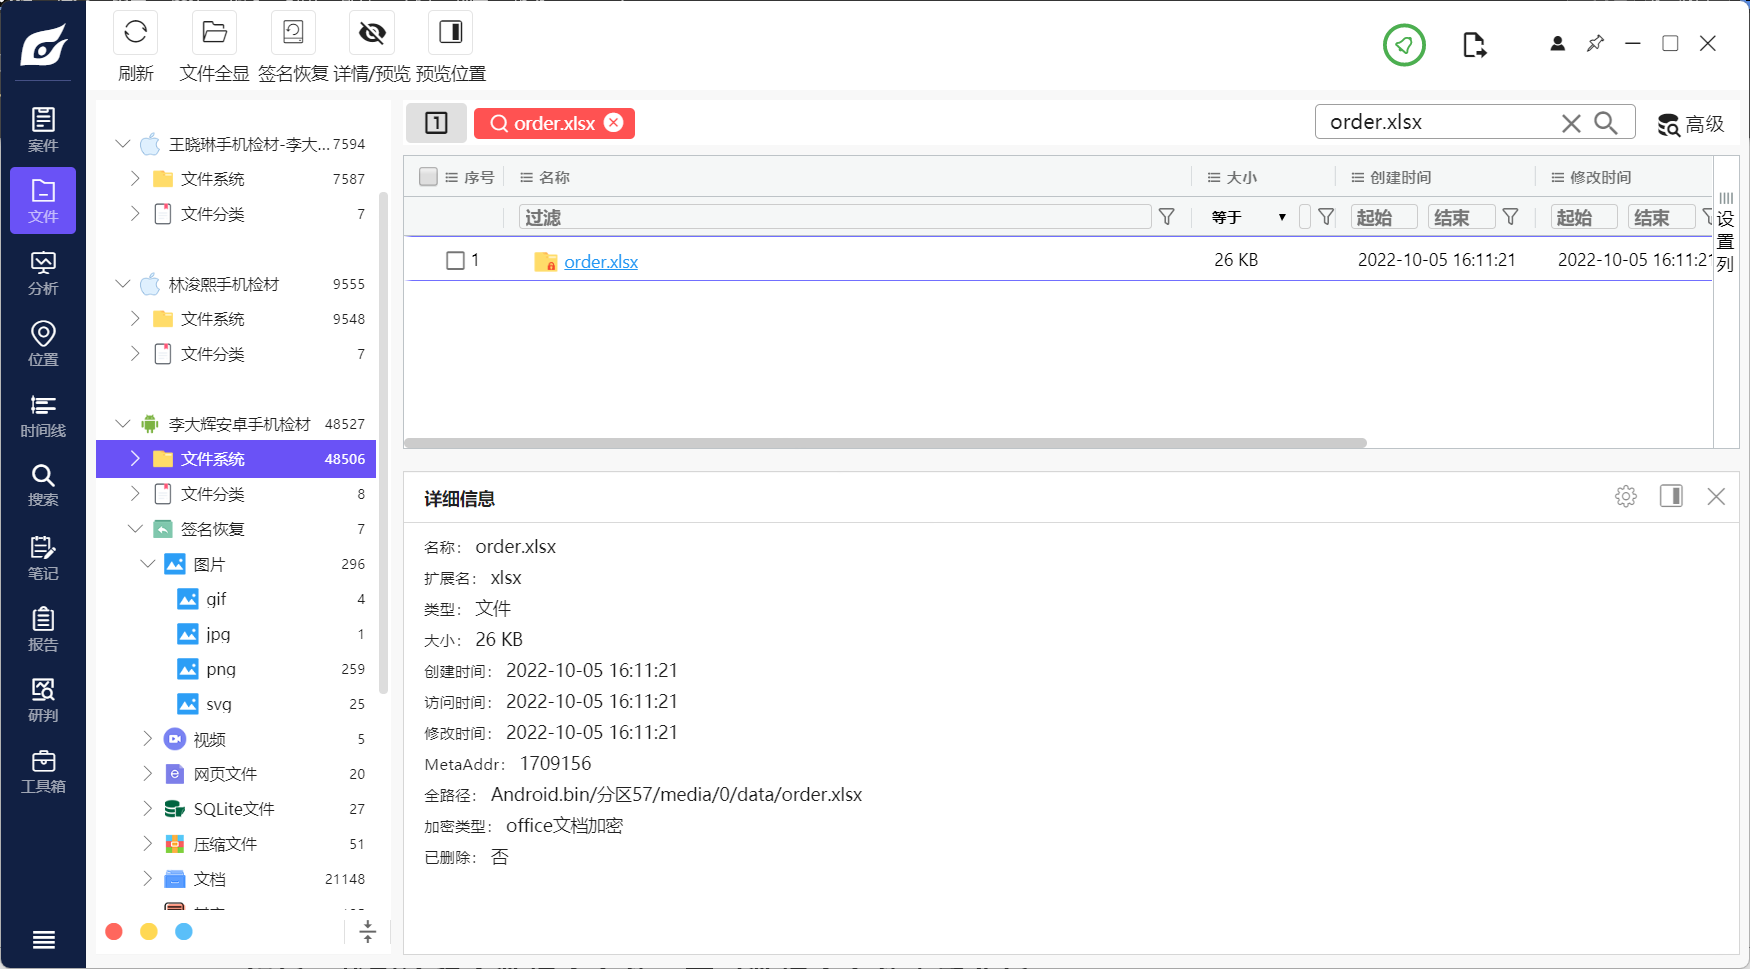 刷新 文件全显 签名恢复 详情/预览 预览位置
案件
文件
分析
位置
时间线
搜索
笔记
报告
研判
工具箱
王晓琳手机检材-李大... 7594
文件系统 7587
文件分类 7
林浚熙手机检材 9555
文件系统 9548
文件分类 7
李大辉安卓手机检材 48527
文件系统 48506
文件分类 8
签名恢复 7
图片 296
gif 4
jpg 1
png 259
svg 25
视频 5
网页文件 20
SQLite文件 27
压缩文件 51
文档 21148
1 order.xlsx order.xlsx 高级
序号 名称 大小 创建时间 修改时间
过滤 等于 起始 结束 起始 结束
设置列
1 order.xlsx 26 KB 2022-10-05 16:11:21 2022-10-05 16:11:21
详细信息
名称: order.xlsx
扩展名: xlsx
类型: 文件
大小: 26 KB
创建时间: 2022-10-05 16:11:21
访问时间: 2022-10-05 16:11:21
修改时间: 2022-10-05 16:11:21
MetaAddr: 1709156
全路径: Android.bin/分区57/media/0/data/order.xlsx
加密类型: office文档加密
已删除: 否